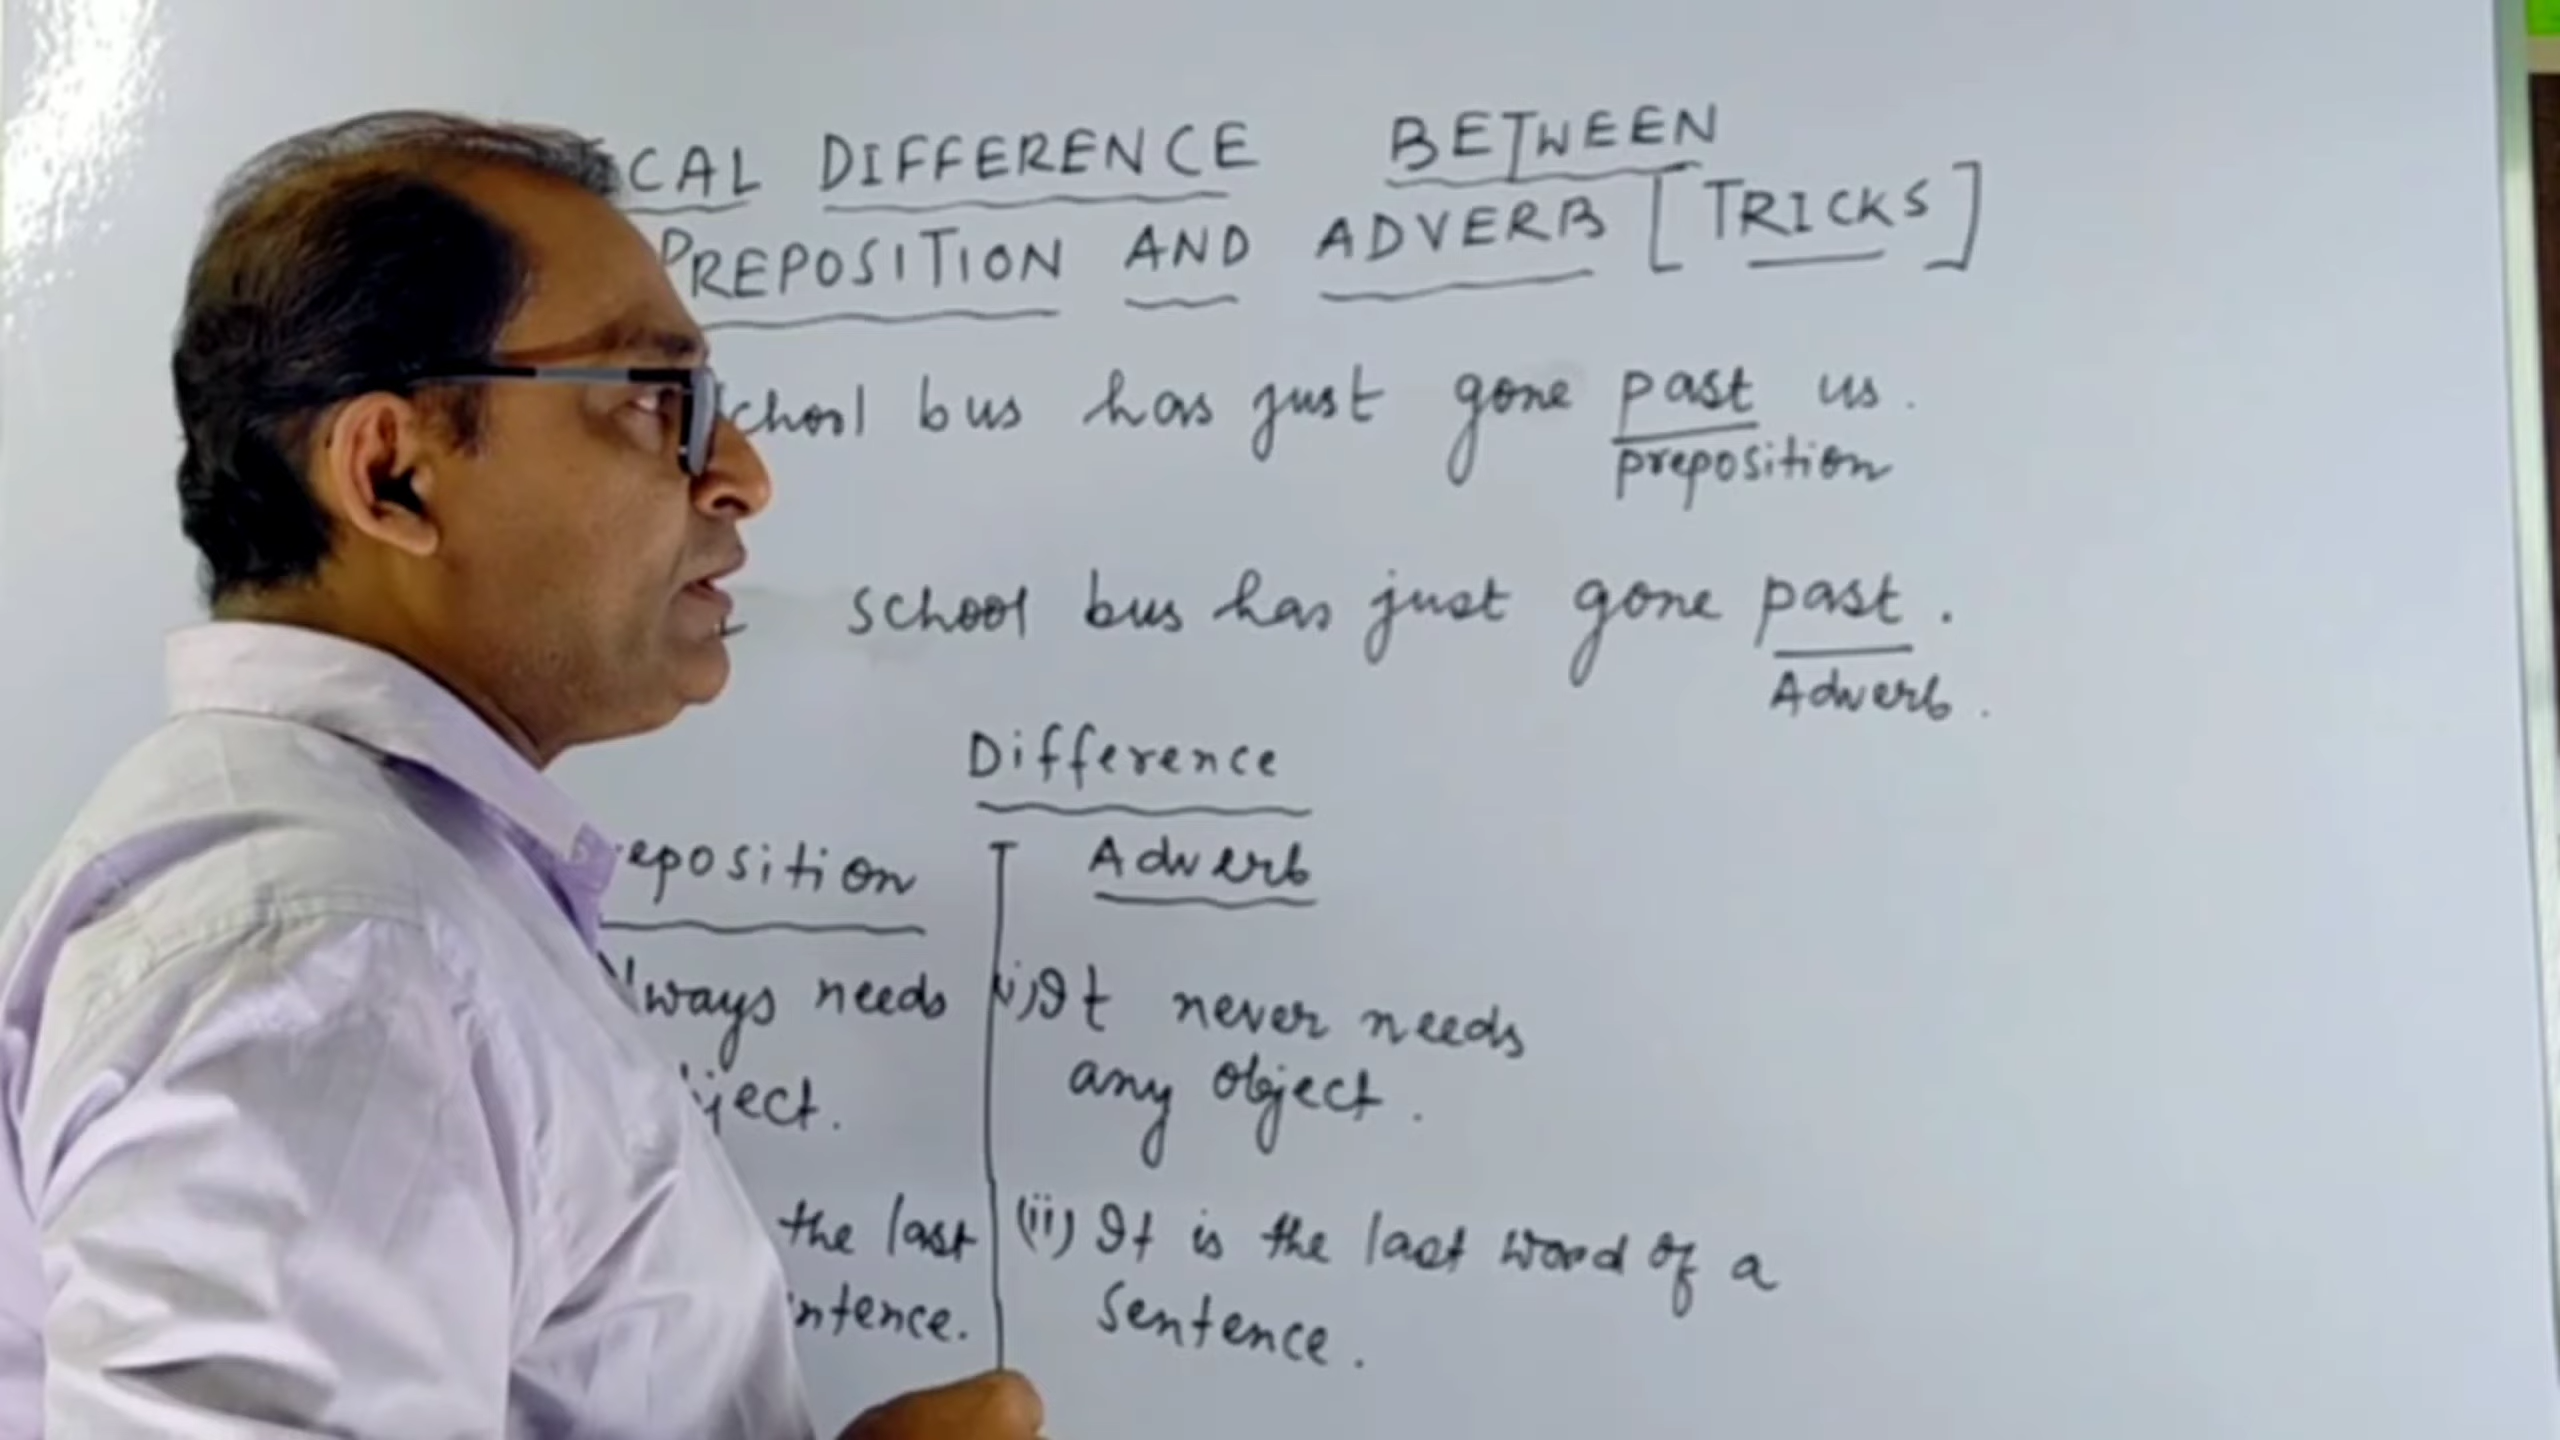 CAL DIFFERENCE BETWEEN
PREPOSITION AND ADVERB [TRICKS]
school bus has just gone past us.
preposition
school bus has just gone past.
Adverb.
Difference
eposition
Adverb
Always needs
ject.
the last
ntence.
(i) It never needs
any object.
(ii) It is the last word of a
Sentence.